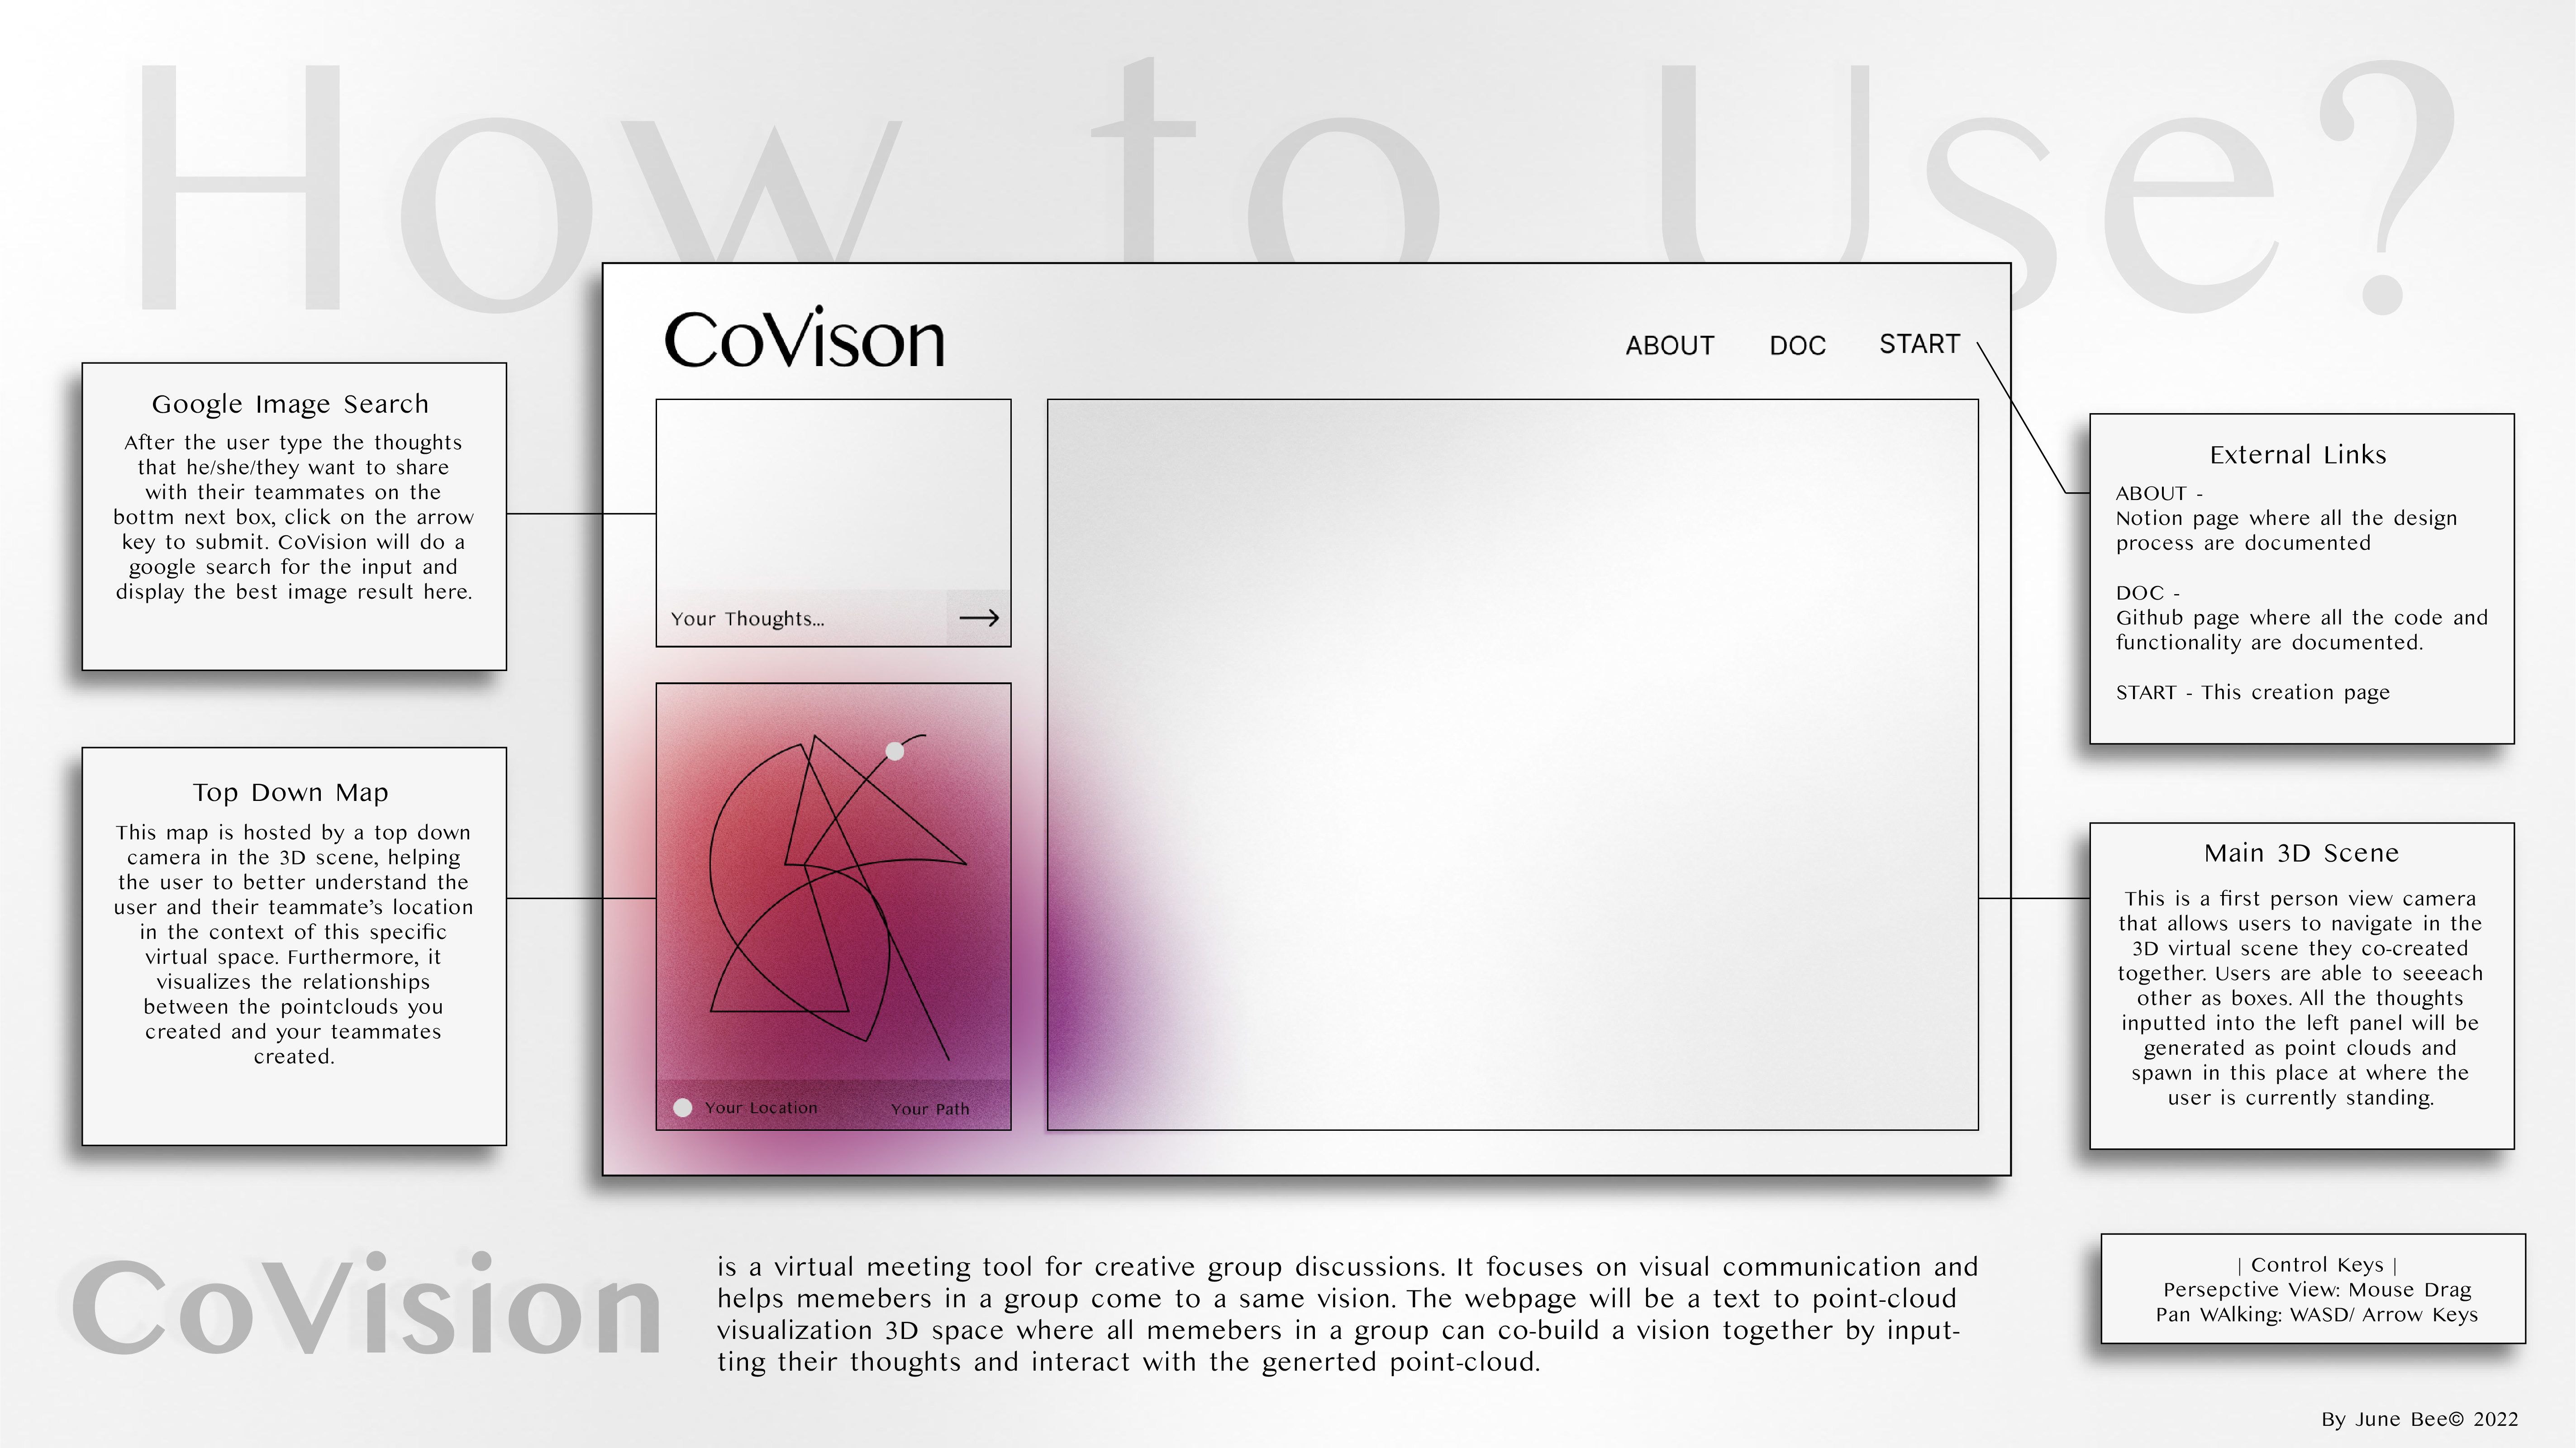 How to Use?
CoVison
ABOUT DOC START
Google Image Search
After the user type the thoughts
that he/she/they want to share
with their teammates on the
bottm next box, click on the arrow
key to submit. CoVision will do a
google search for the input and
display the best image result here.
Your Thoughts...
External Links
ABOUT -
Notion page where all the design
process are documented
DOC -
Github page where all the code and
functionality are documented.
START - This creation page
Top Down Map
This map is hosted by a top down
camera in the 3D scene, helping
the user to better understand the
user and their teammate's location
in the context of this specific
virtual space. Furthermore, it
visualizes the relationships
between the pointclouds you
created and your teammates
created.
Your Location Your Path
Main 3D Scene
This is a first person view camera
that allows users to navigate in the
3D virtual scene they co-created
together. Users are able to seeeach
other as boxes. All the thoughts
inputted into the left panel will be
generated as point clouds and
spawn in this place at where the
user is currently standing.
CoVision
is a virtual meeting tool for creative group discussions. It focuses on visual communication and
helps memebers in a group come to a same vision. The webpage will be a text to point-cloud
visualization 3D space where all memebers in a group can co-build a vision together by input-
ting their thoughts and interact with the generted point-cloud.
| Control Keys |
Persepctive View: Mouse Drag
Pan WAlking: WASD/ Arrow Keys
By June Bee© 2022